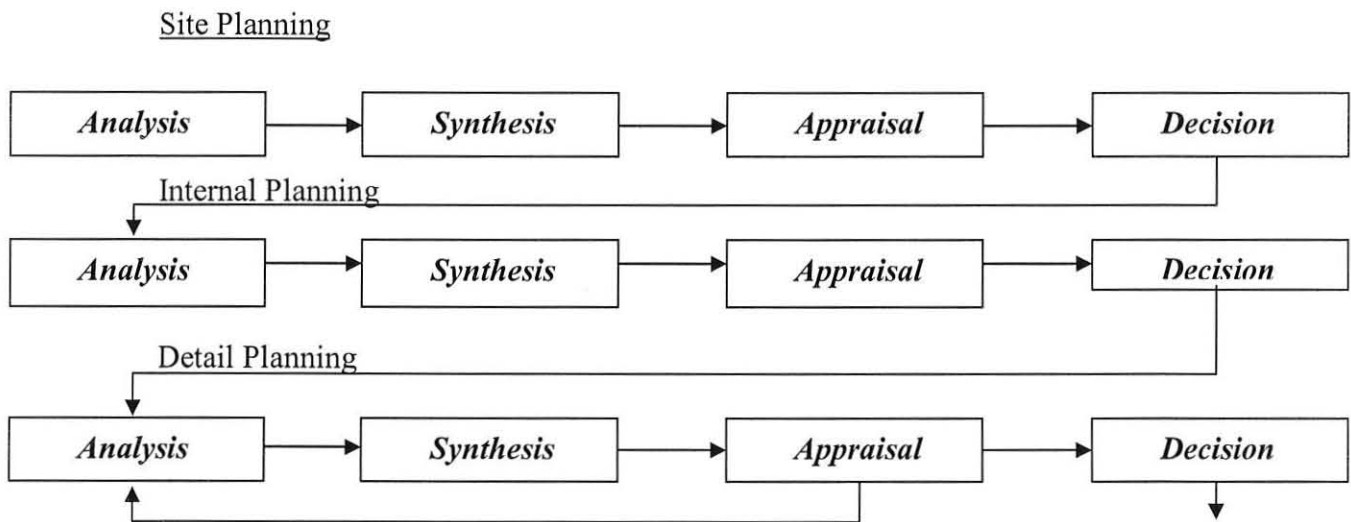 Site Planning
Analysis Synthesis Appraisal Decision
Internal Planning
Analysis Synthesis Appraisal Decision
Detail Planning
Analysis Synthesis Appraisal Decision